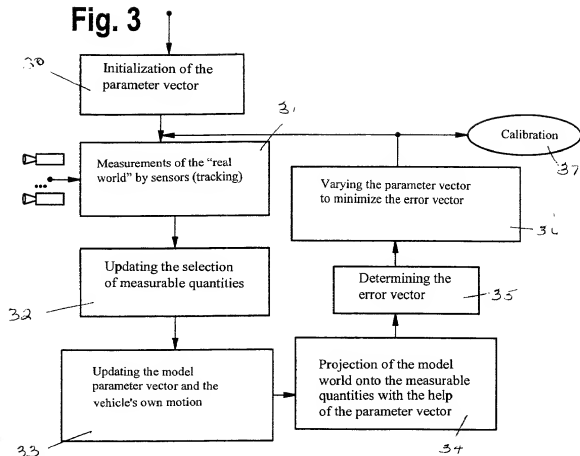 Fig. 3
30
Initialization of the
parameter vector
31
Measurements of the "real
world" by sensors (tracking)
...
Calibration
37
Varying the parameter vector
to minimize the error vector
36
Updating the selection
of measurable quantities
32
Determining the
error vector
35
Updating the model
parameter vector and the
vehicle's own motion
33
Projection of the model
world onto the measurable
quantities with the help
of the parameter vector
34